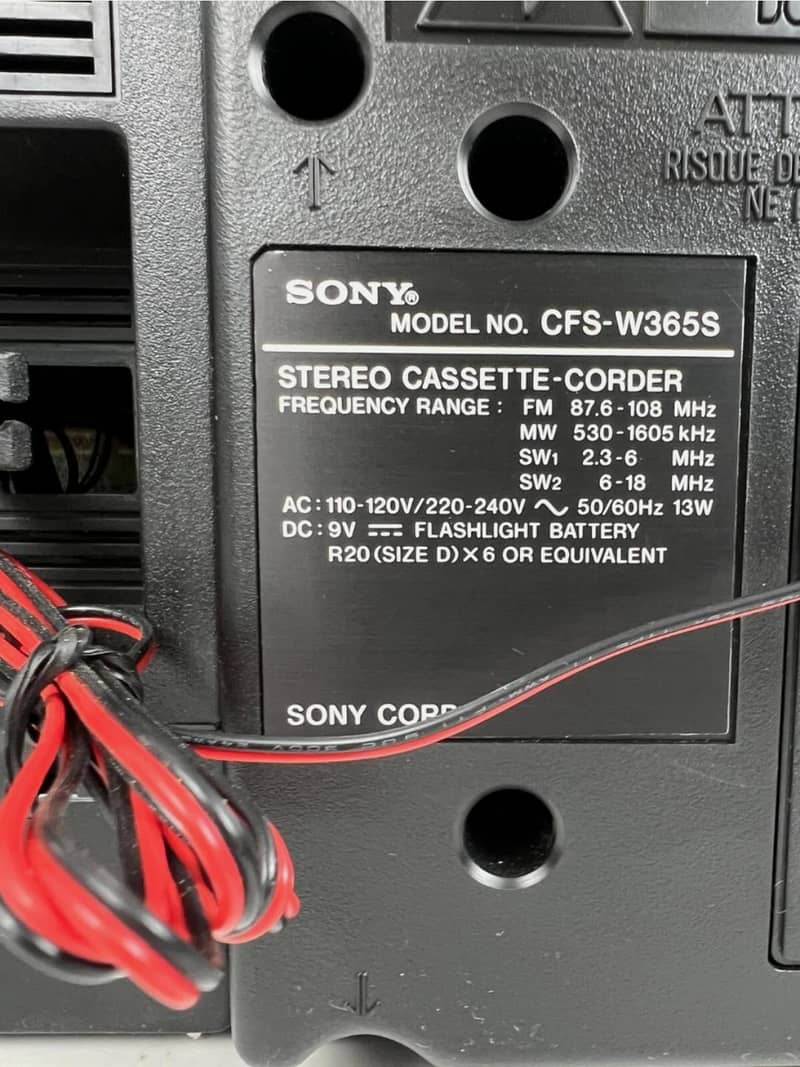 RISQUE
NE
SONY®
MODEL NO. CFS-W365S
STEREO CASSETTE-CORDER
FREQUENCY RANGE : FM 87.6-108 MHz
MW 530-1605 kHz
SW1 2.3-6 MHz
SW2 6-18 MHz
AC : 110-120V/220-240V ～ 50/60Hz 13W
DC : 9V ⎓ FLASHLIGHT BATTERY
R20 (SIZE D) X 6 OR EQUIVALENT
SONY CORP